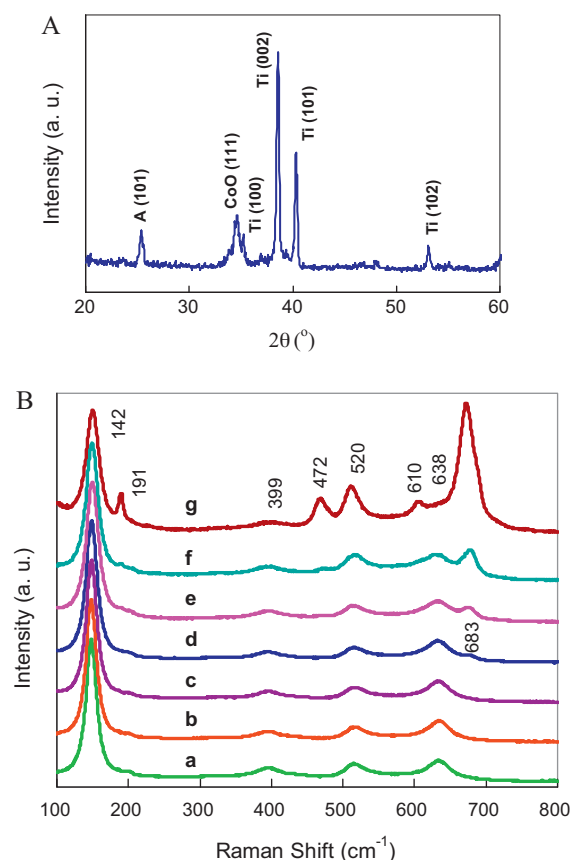 A
Intensity (a. u.)
A (101)
CoO (111)
Ti (100)
Ti (002)
Ti (101)
Ti (102)
20
30
40
50
60
2θ (°)
B
Intensity (a. u.)
142
191
399
472
520
610
638
683
g
f
e
d
c
b
a
100
200
300
400
500
600
700
800
Raman Shift (cm⁻¹)